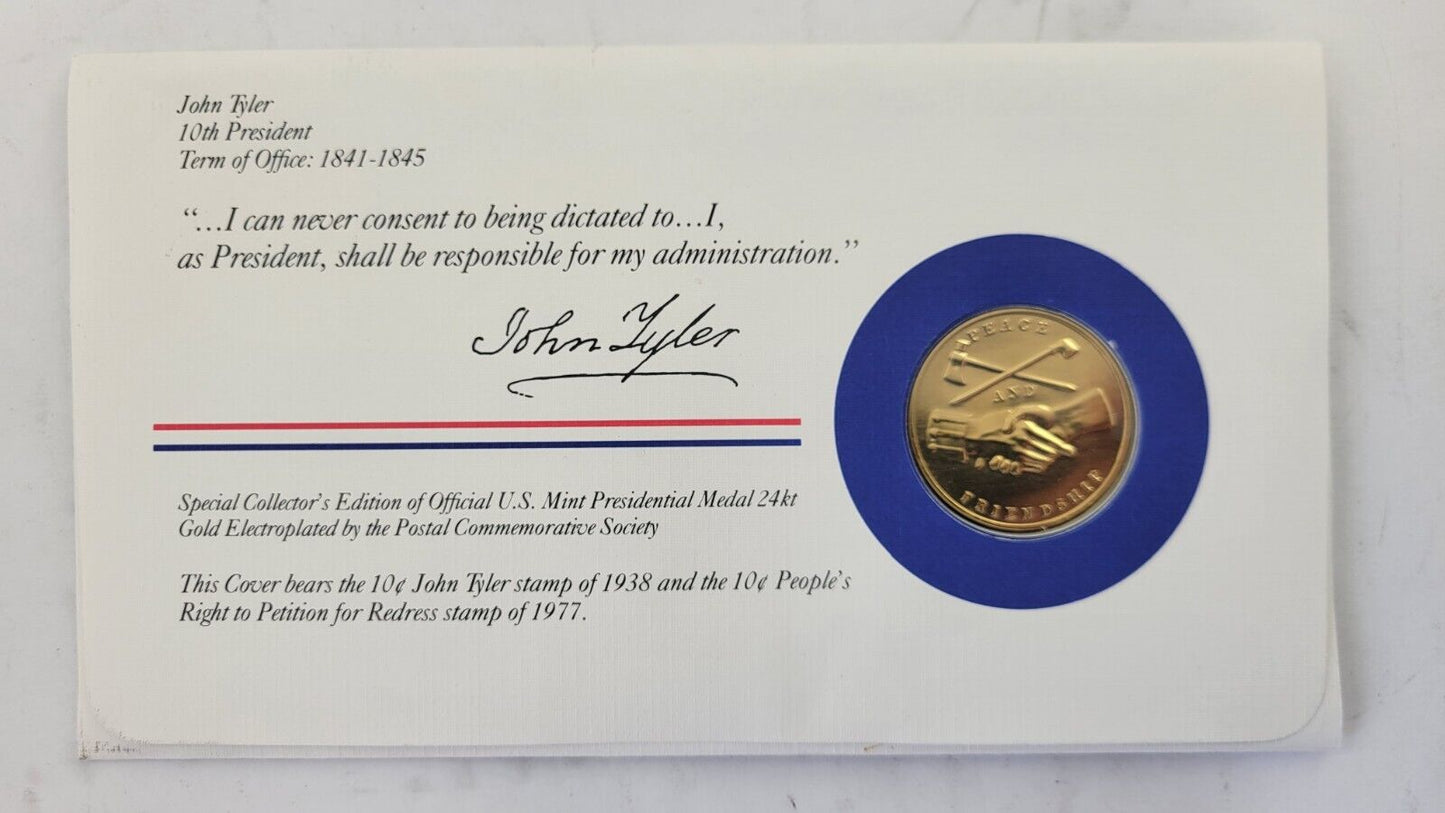 John Tyler
10th President
Term of Office: 1841-1845
“...I can never consent to being dictated to...I,
as President, shall be responsible for my administration.”
John Tyler
PEACE
AND
FRIENDSHIP
Special Collector's Edition of Official U.S. Mint Presidential Medal 24kt
Gold Electroplated by the Postal Commemorative Society
This Cover bears the 10¢ John Tyler stamp of 1938 and the 10¢ People's
Right to Petition for Redress stamp of 1977.